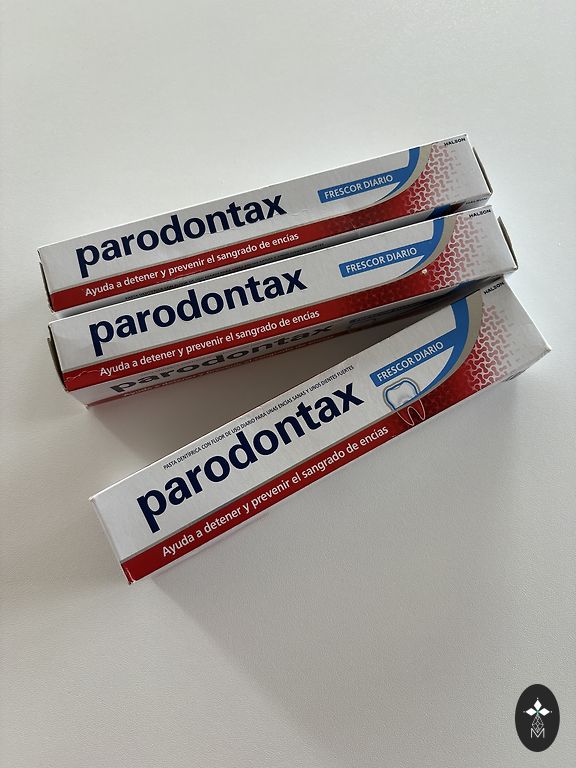 HALEON
FRESCOR DIARIO
parodontax
Ayuda a detener y prevenir el sangrado de encías
HALEON
FRESCOR DIARIO
parodontax
Ayuda a detener y prevenir el sangrado de encías
parodontax
HALEON
FRESCOR DIARIO
PASTA DENTÍFRICA CON FLÚOR DE USO DIARIO PARA UNAS ENCÍAS SANAS Y UNOS DIENTES FUERTES
parodontax
Ayuda a detener y prevenir el sangrado de encías
M